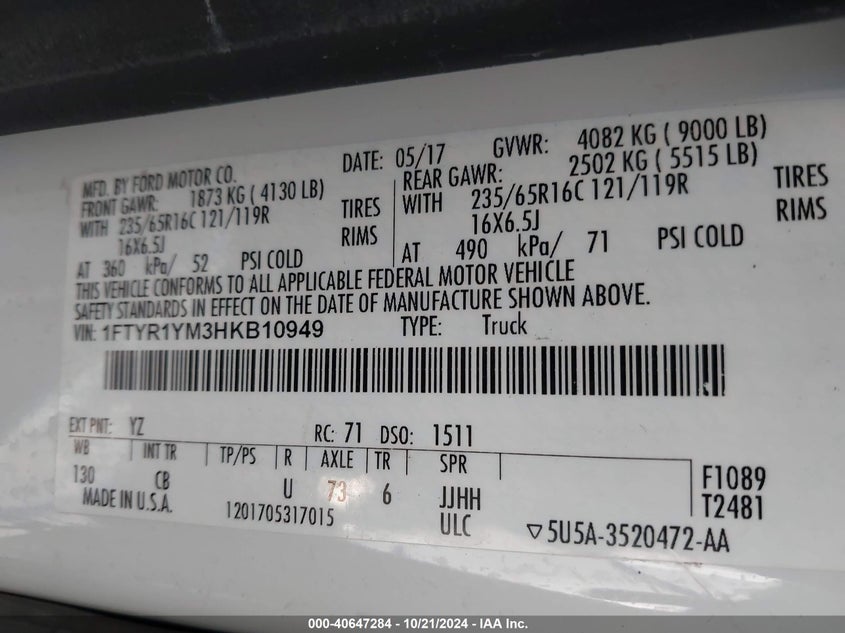 MFD. BY FORD MOTOR CO. DATE: 05/17 GVWR: 4082 KG ( 9000 LB)
FRONT GAWR: 1873 KG ( 4130 LB) REAR GAWR: 2502 KG ( 5515 LB)
WITH 235/65R16C 121/119R TIRES WITH 235/65R16C 121/119R TIRES
16X6.5J RIMS 16X6.5J RIMS
AT 360 kPa/ 52 PSI COLD AT 490 kPa/ 71 PSI COLD
THIS VEHICLE CONFORMS TO ALL APPLICABLE FEDERAL MOTOR VEHICLE
SAFETY STANDARDS IN EFFECT ON THE DATE OF MANUFACTURE SHOWN ABOVE.
VIN: 1FTYR1YM3HKB10949 TYPE: Truck
EXT PNT: YZ RC: 71 DSO: 1511
WB INT TR TP/PS R AXLE TR SPR F1089
130 CB U 73 6 JJHH T2481
MADE IN U.S.A. 1201705317015 ULC ▽5U5A-3520472-AA
000-40647284 - 10/21/2024 - IAA Inc.